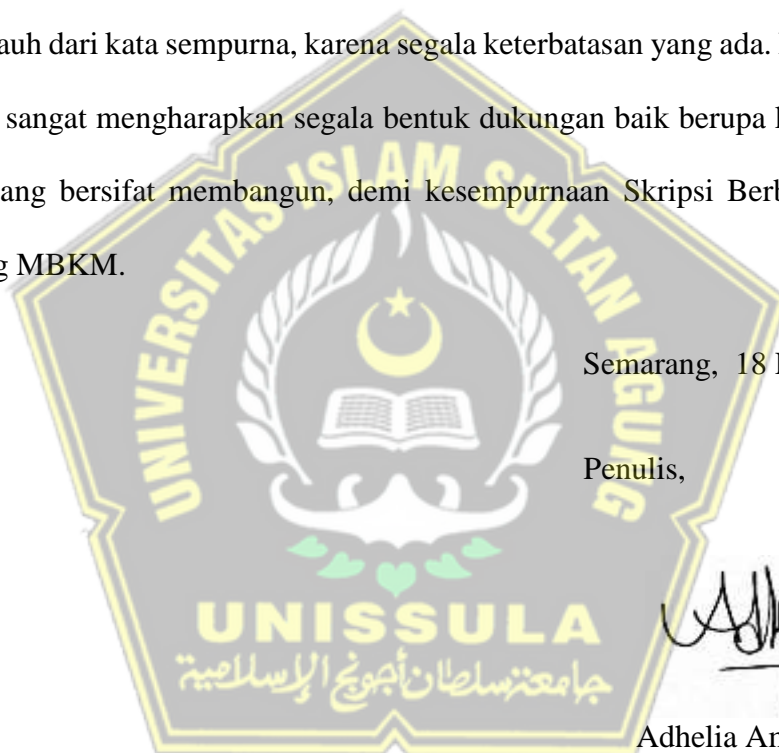 auh dari kata sempurna, karena segala keterbatasan yang ada.
sangat mengharapkan segala bentuk dukungan baik berupa
ang bersifat membangun, demi kesempurnaan Skripsi Berb
g MBKM.
UNIVERSITAS ISLAM SULTAN AGUNG
Semarang, 18
Penulis,
UNISSULA
جامعة سلطان أجونج الإسلامية
Adhelia An